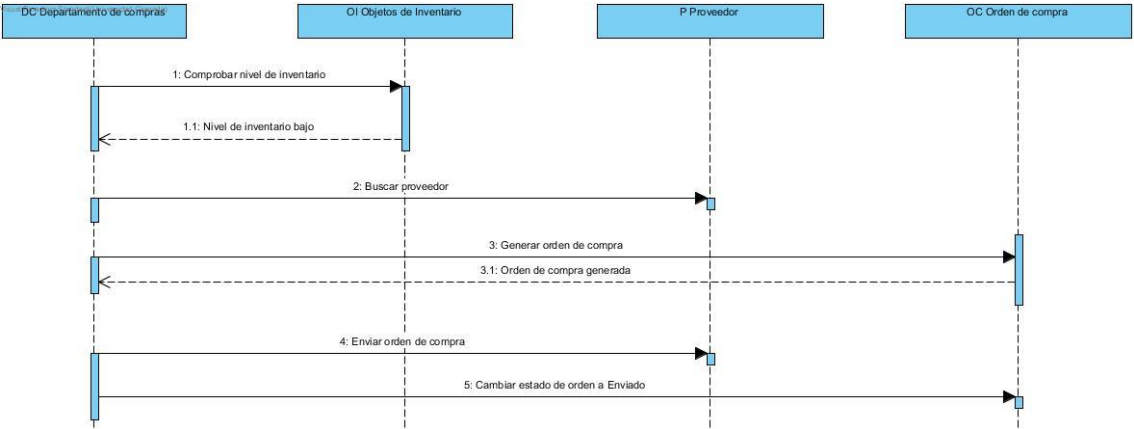 DC Departamento de compras
OI Objetos de Inventario
P Proveedor
OC Orden de compra
1: Comprobar nivel de inventario
1.1: Nivel de inventario bajo
2: Buscar proveedor
3: Generar orden de compra
3.1: Orden de compra generada
4: Enviar orden de compra
5: Cambiar estado de orden a Enviado